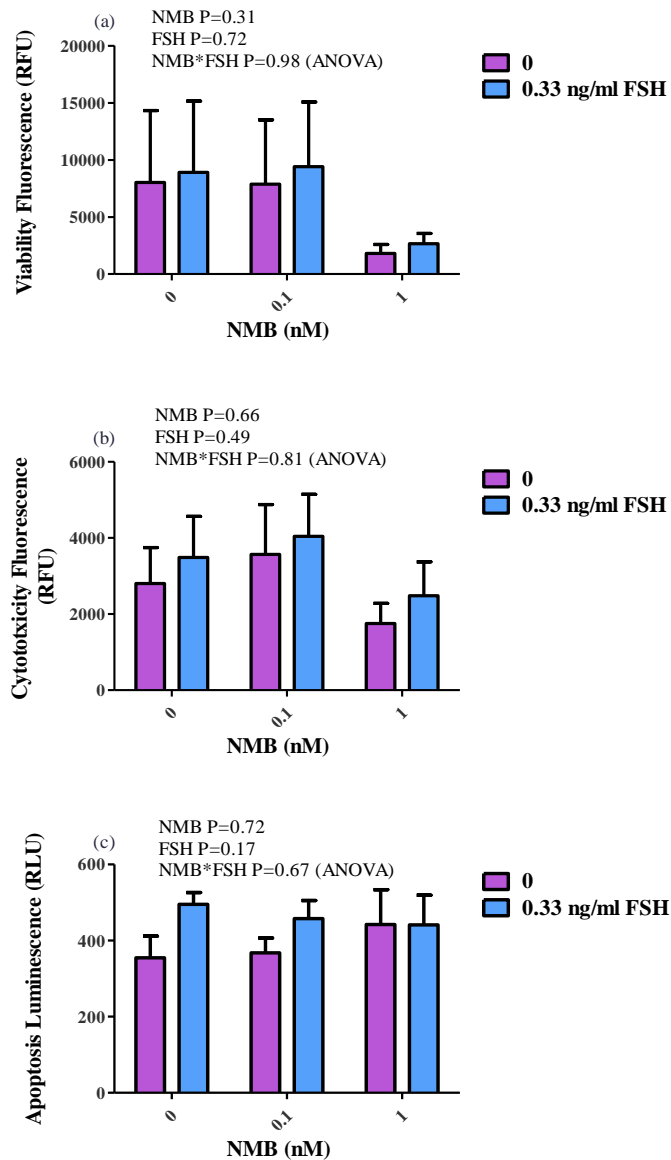 (a)
NMB P=0.31
FSH P=0.72
NMB*FSH P=0.98 (ANOVA)
Viability Fluorescence (RFU)
20000
15000
10000
5000
0
0
0.1
1
NMB (nM)
0
0.33 ng/ml FSH
(b)
NMB P=0.66
FSH P=0.49
NMB*FSH P=0.81 (ANOVA)
Cytototxicity Fluorescence
(RFU)
6000
4000
2000
0
0
0.1
1
NMB (nM)
0
0.33 ng/ml FSH
(c)
NMB P=0.72
FSH P=0.17
NMB*FSH P=0.67 (ANOVA)
Apoptosis Luminescence (RLU)
600
400
200
0
0
0.1
1
NMB (nM)
0
0.33 ng/ml FSH